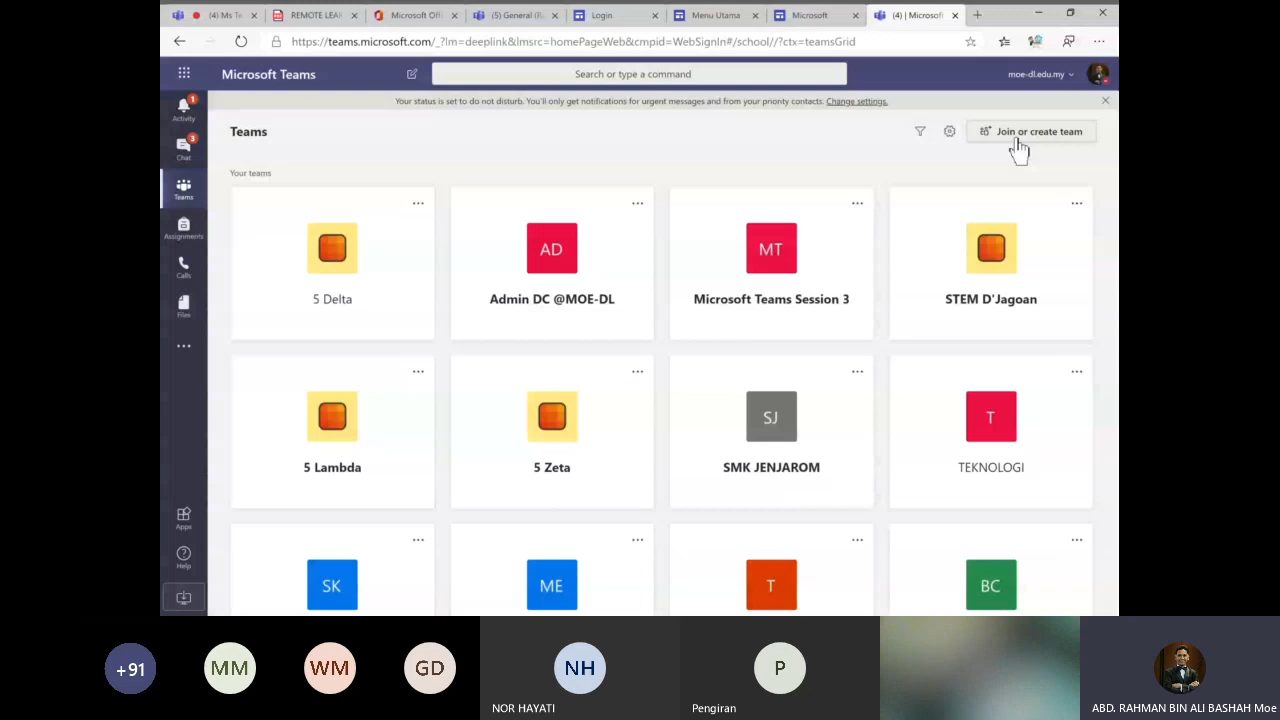 (4) Ms Te
REMOTE LEAR
Microsoft Offi
(5) General (R
Login
Menu Utama
Microsoft
(4) | Microsof
https://teams.microsoft.com/_?lm=deeplink&lmsrc=homePageWeb&cmpid=WebSignIn#/school//?ctx=teamsGrid
Microsoft Teams
Search or type a command
moe-dl.edu.my
Your status is set to do not disturb. You'll only get notifications for urgent messages and from your priority contacts. Change settings.
1
Activity
3
Chat
Teams
Assignments
Calls
Files
Apps
Help
Teams
Join or create team
Your teams
5 Delta
AD
Admin DC @MOE-DL
MT
Microsoft Teams Session 3
STEM D'Jagoan
5 Lambda
5 Zeta
SJ
SMK JENJAROM
T
TEKNOLOGI
SK
ME
T
BC
+91
MM
WM
GD
NH
NOR HAYATI
P
Pengiran
ABD. RAHMAN BIN ALI BASHAH Moe